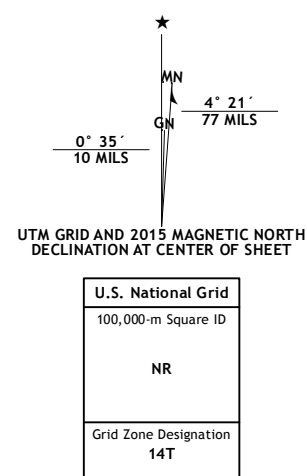 MN
4° 21´
77 MILS
GN
0° 35´
10 MILS
UTM GRID AND 2015 MAGNETIC NORTH
DECLINATION AT CENTER OF SHEET
U.S. National Grid
100,000-m Square ID
NR
Grid Zone Designation
14T